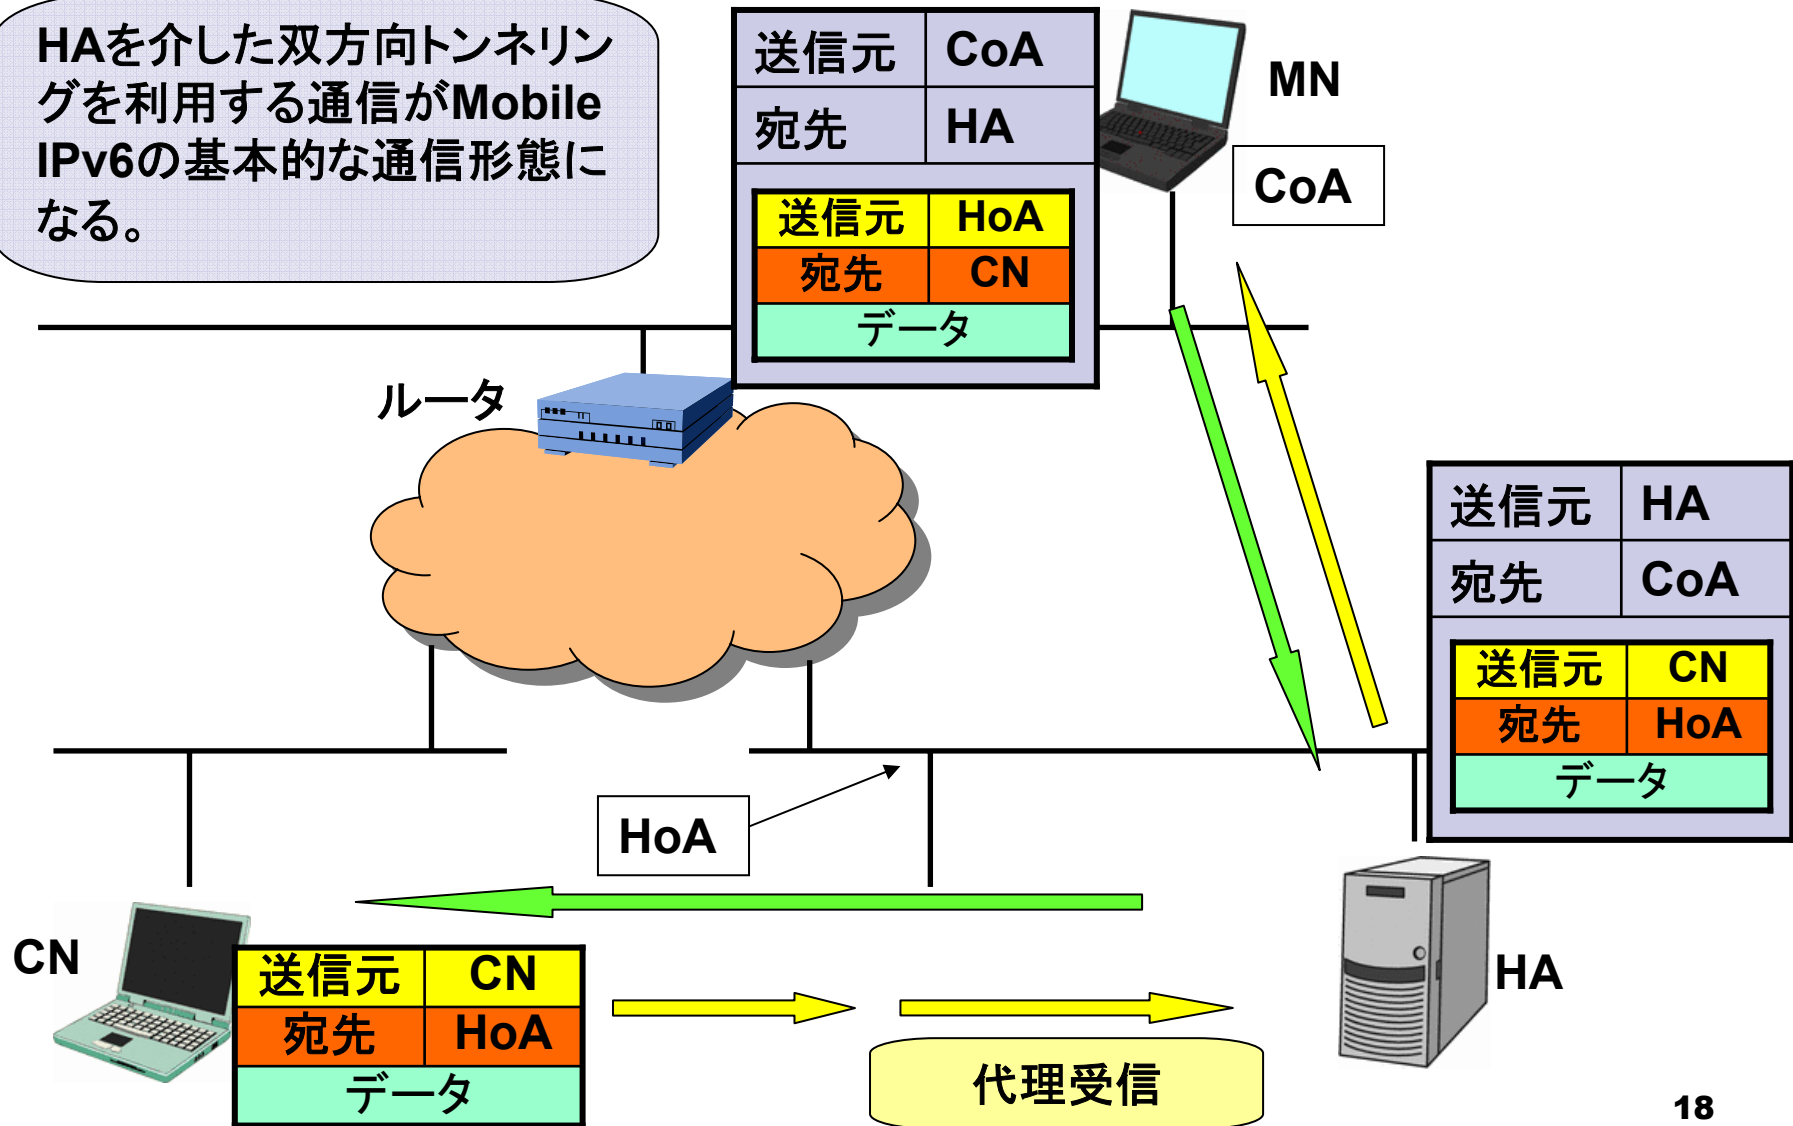 HAを介した双方向トンネリン
グを利用する通信がMobile
IPv6の基本的な通信形態に
なる。
送信元 CoA
宛先 HA
送信元 HoA
宛先 CN
データ
MN
CoA
ルータ
送信元 HA
宛先 CoA
送信元 CN
宛先 HoA
データ
HoA
CN
送信元 CN
宛先 HoA
データ
代理受信
HA
18